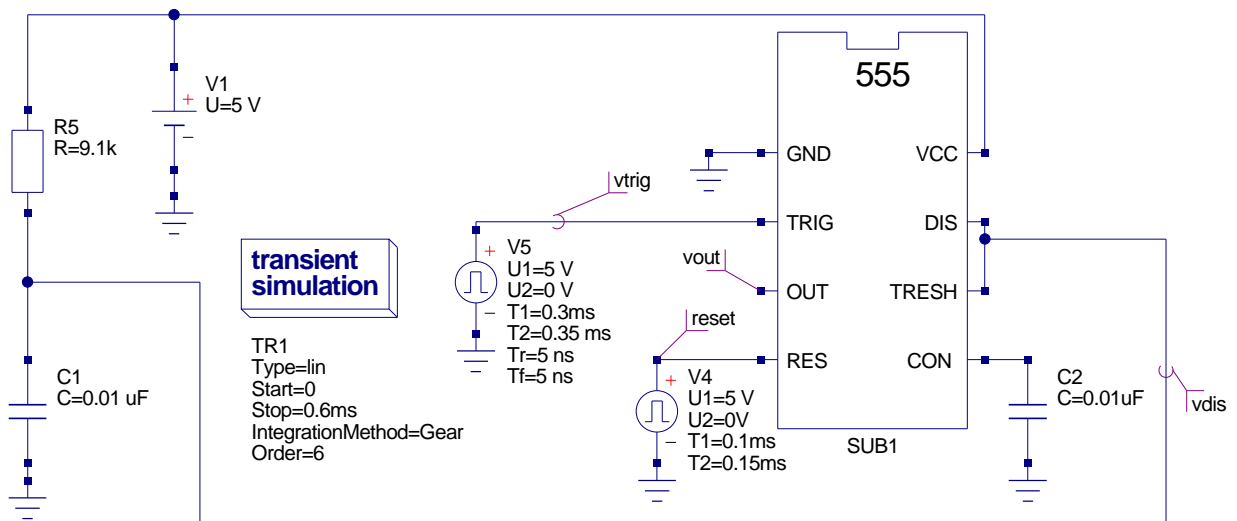 V1
U=5 V
R5
R=9.1k
555
GND
VCC
TRIG
DIS
OUT
TRESH
RES
CON
SUB1
vtrig
V5
U1=5 V
U2=0 V
T1=0.3ms
T2=0.35 ms
Tr=5 ns
Tf=5 ns
vout
reset
V4
U1=5 V
U2=0V
T1=0.1ms
T2=0.15ms
transient
simulation
TR1
Type=lin
Start=0
Stop=0.6ms
IntegrationMethod=Gear
Order=6
C1
C=0.01 uF
C2
C=0.01uF
vdis